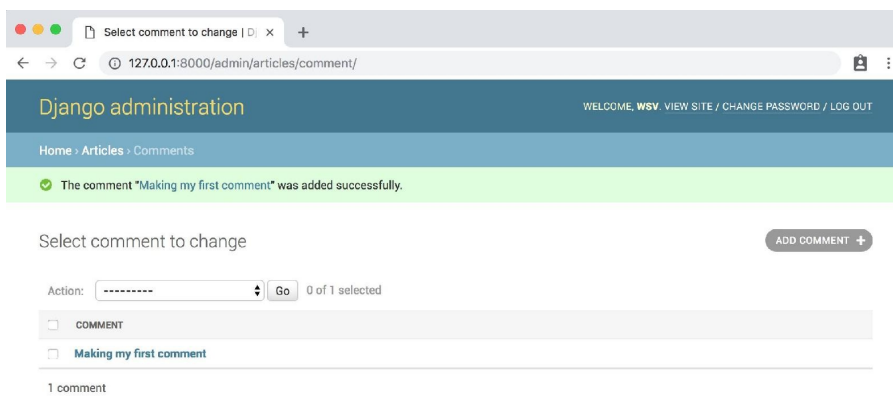 Select comment to change | Dj
127.0.0.1:8000/admin/articles/comment/
Django administration
WELCOME, WSV. VIEW SITE / CHANGE PASSWORD / LOG OUT
Home › Articles › Comments
The comment "Making my first comment" was added successfully.
Select comment to change
ADD COMMENT +
Action: --------- Go 0 of 1 selected
COMMENT
Making my first comment
1 comment